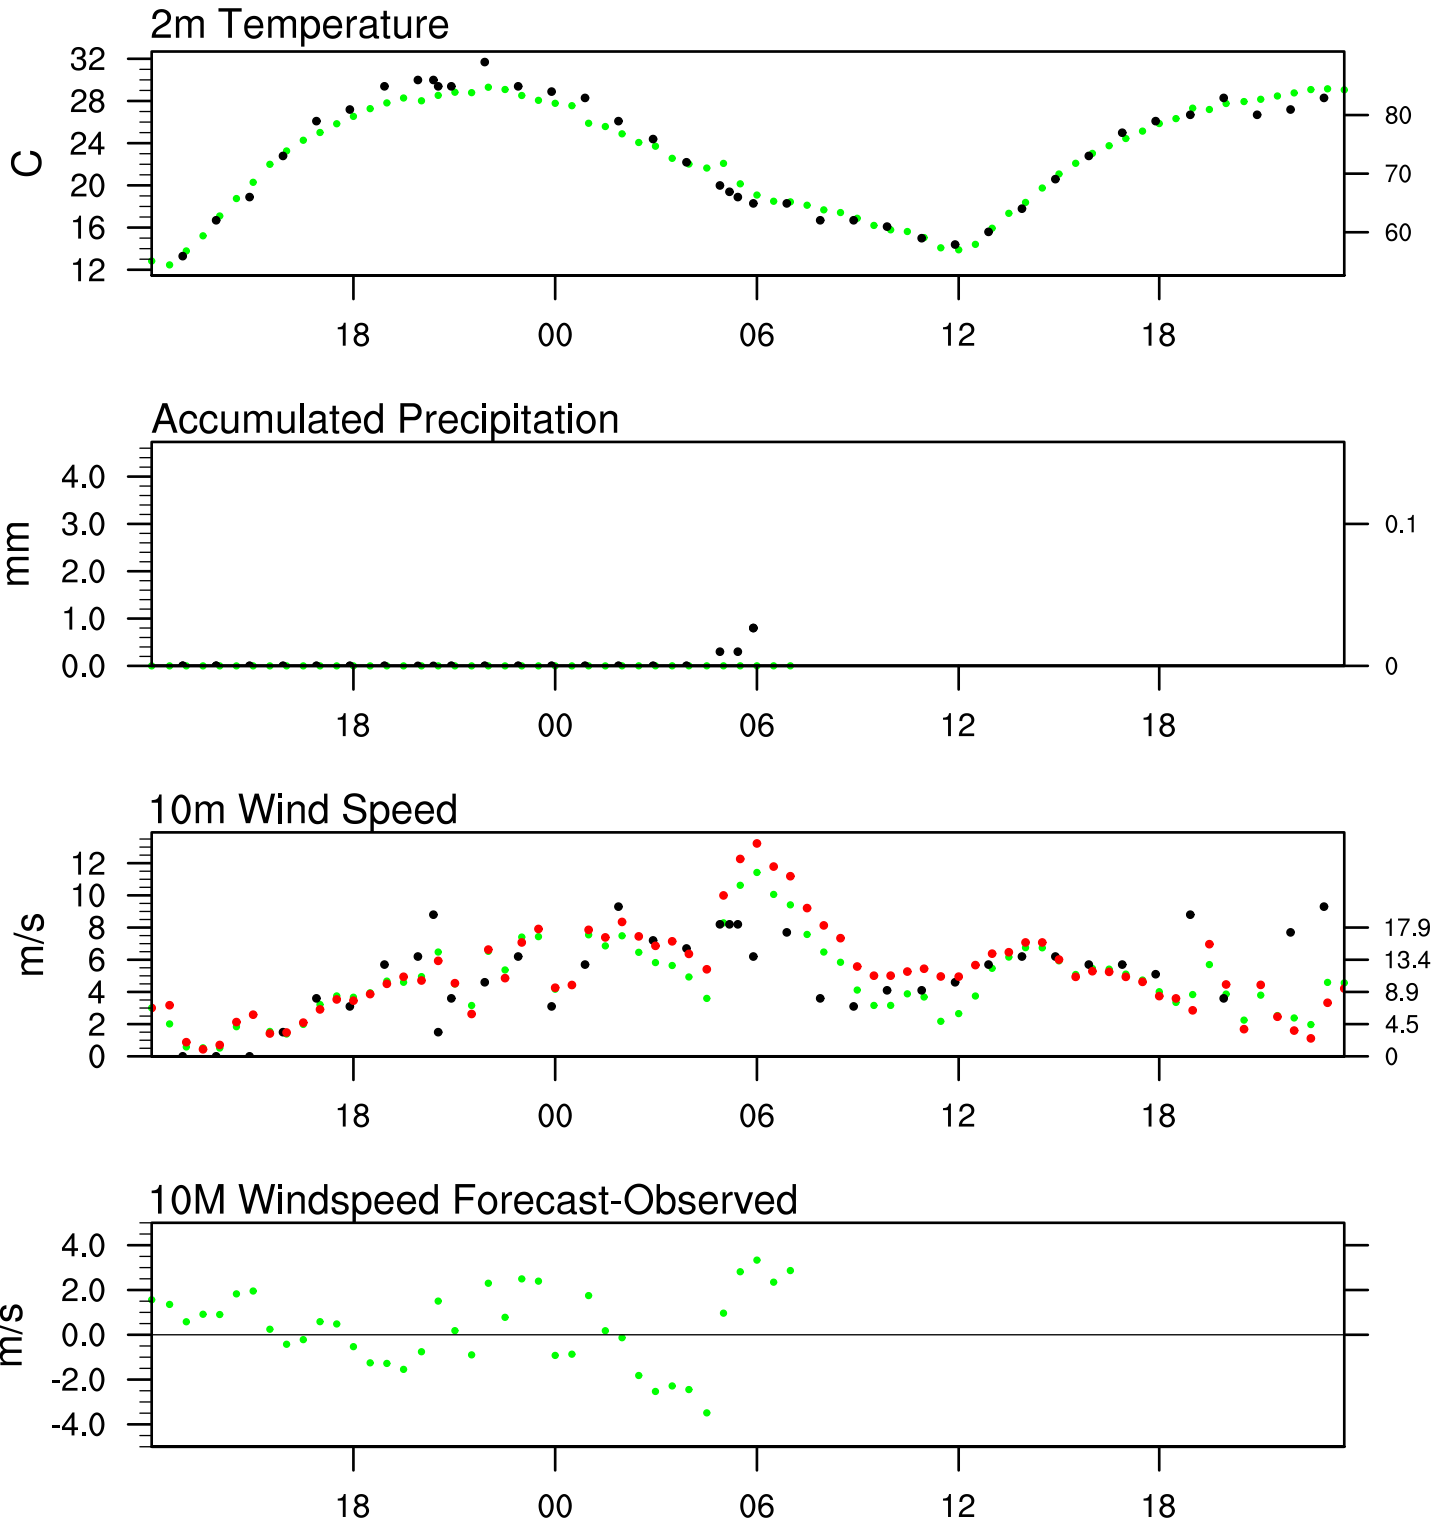 2m Temperature
C
32
28
24
20
16
12
80
70
60
18 00 06 12 18
Accumulated Precipitation
mm
4.0
3.0
2.0
1.0
0.0
0.1
0
18 00 06 12 18
10m Wind Speed
m/s
12
10
8
6
4
2
0
17.9
13.4
8.9
4.5
0
18 00 06 12 18
10M Windspeed Forecast-Observed
m/s
4.0
2.0
0.0
-2.0
-4.0
18 00 06 12 18